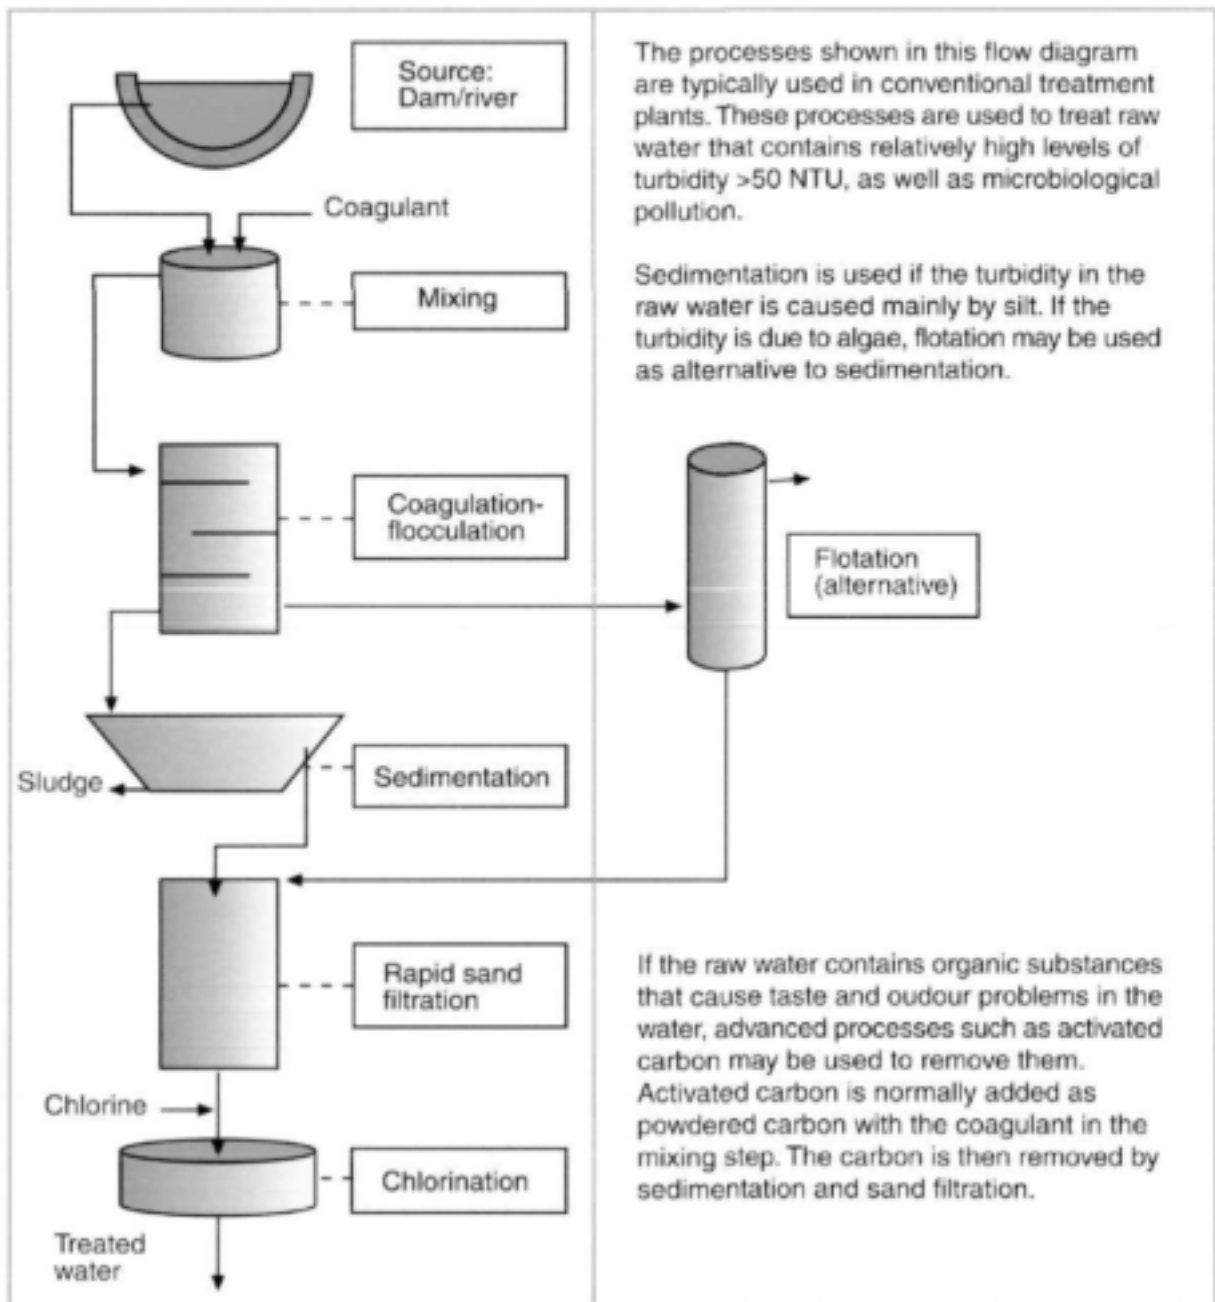 Source:
Dam/river
Coagulant
Mixing
Coagulation-
flocculation
Sludge
Sedimentation
Rapid sand
filtration
Chlorine
Chlorination
Treated
water
The processes shown in this flow diagram
are typically used in conventional treatment
plants. These processes are used to treat raw
water that contains relatively high levels of
turbidity >50 NTU, as well as microbiological
pollution.
Sedimentation is used if the turbidity in the
raw water is caused mainly by silt. If the
turbidity is due to algae, flotation may be used
as alternative to sedimentation.
Flotation
(alternative)
If the raw water contains organic substances
that cause taste and oudour problems in the
water, advanced processes such as activated
carbon may be used to remove them.
Activated carbon is normally added as
powdered carbon with the coagulant in the
mixing step. The carbon is then removed by
sedimentation and sand filtration.